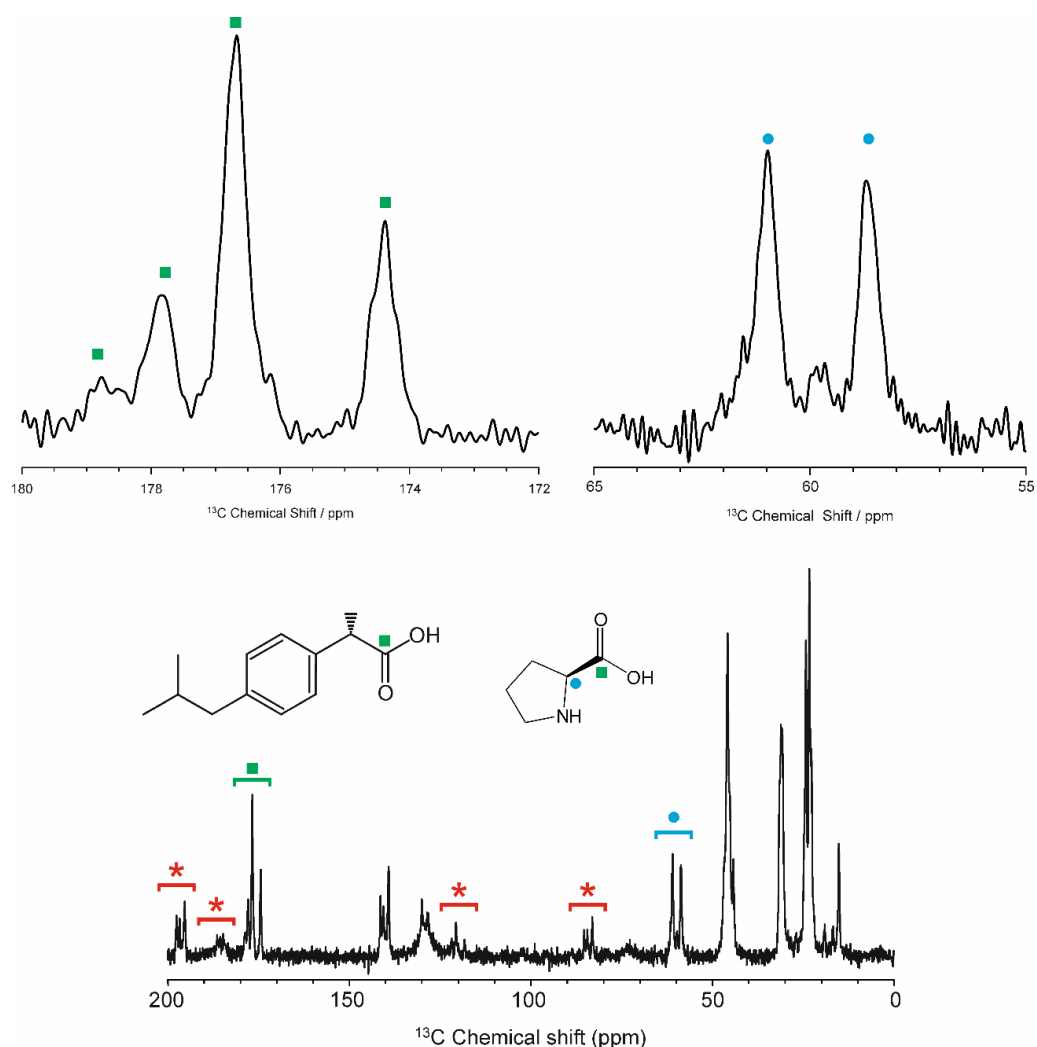 180 178 176 174 172
¹³C Chemical Shift / ppm
65 60 55
¹³C Chemical Shift / ppm
OH
O
O
OH
NH
* * * *
200 150 100 50 0
¹³C Chemical shift (ppm)